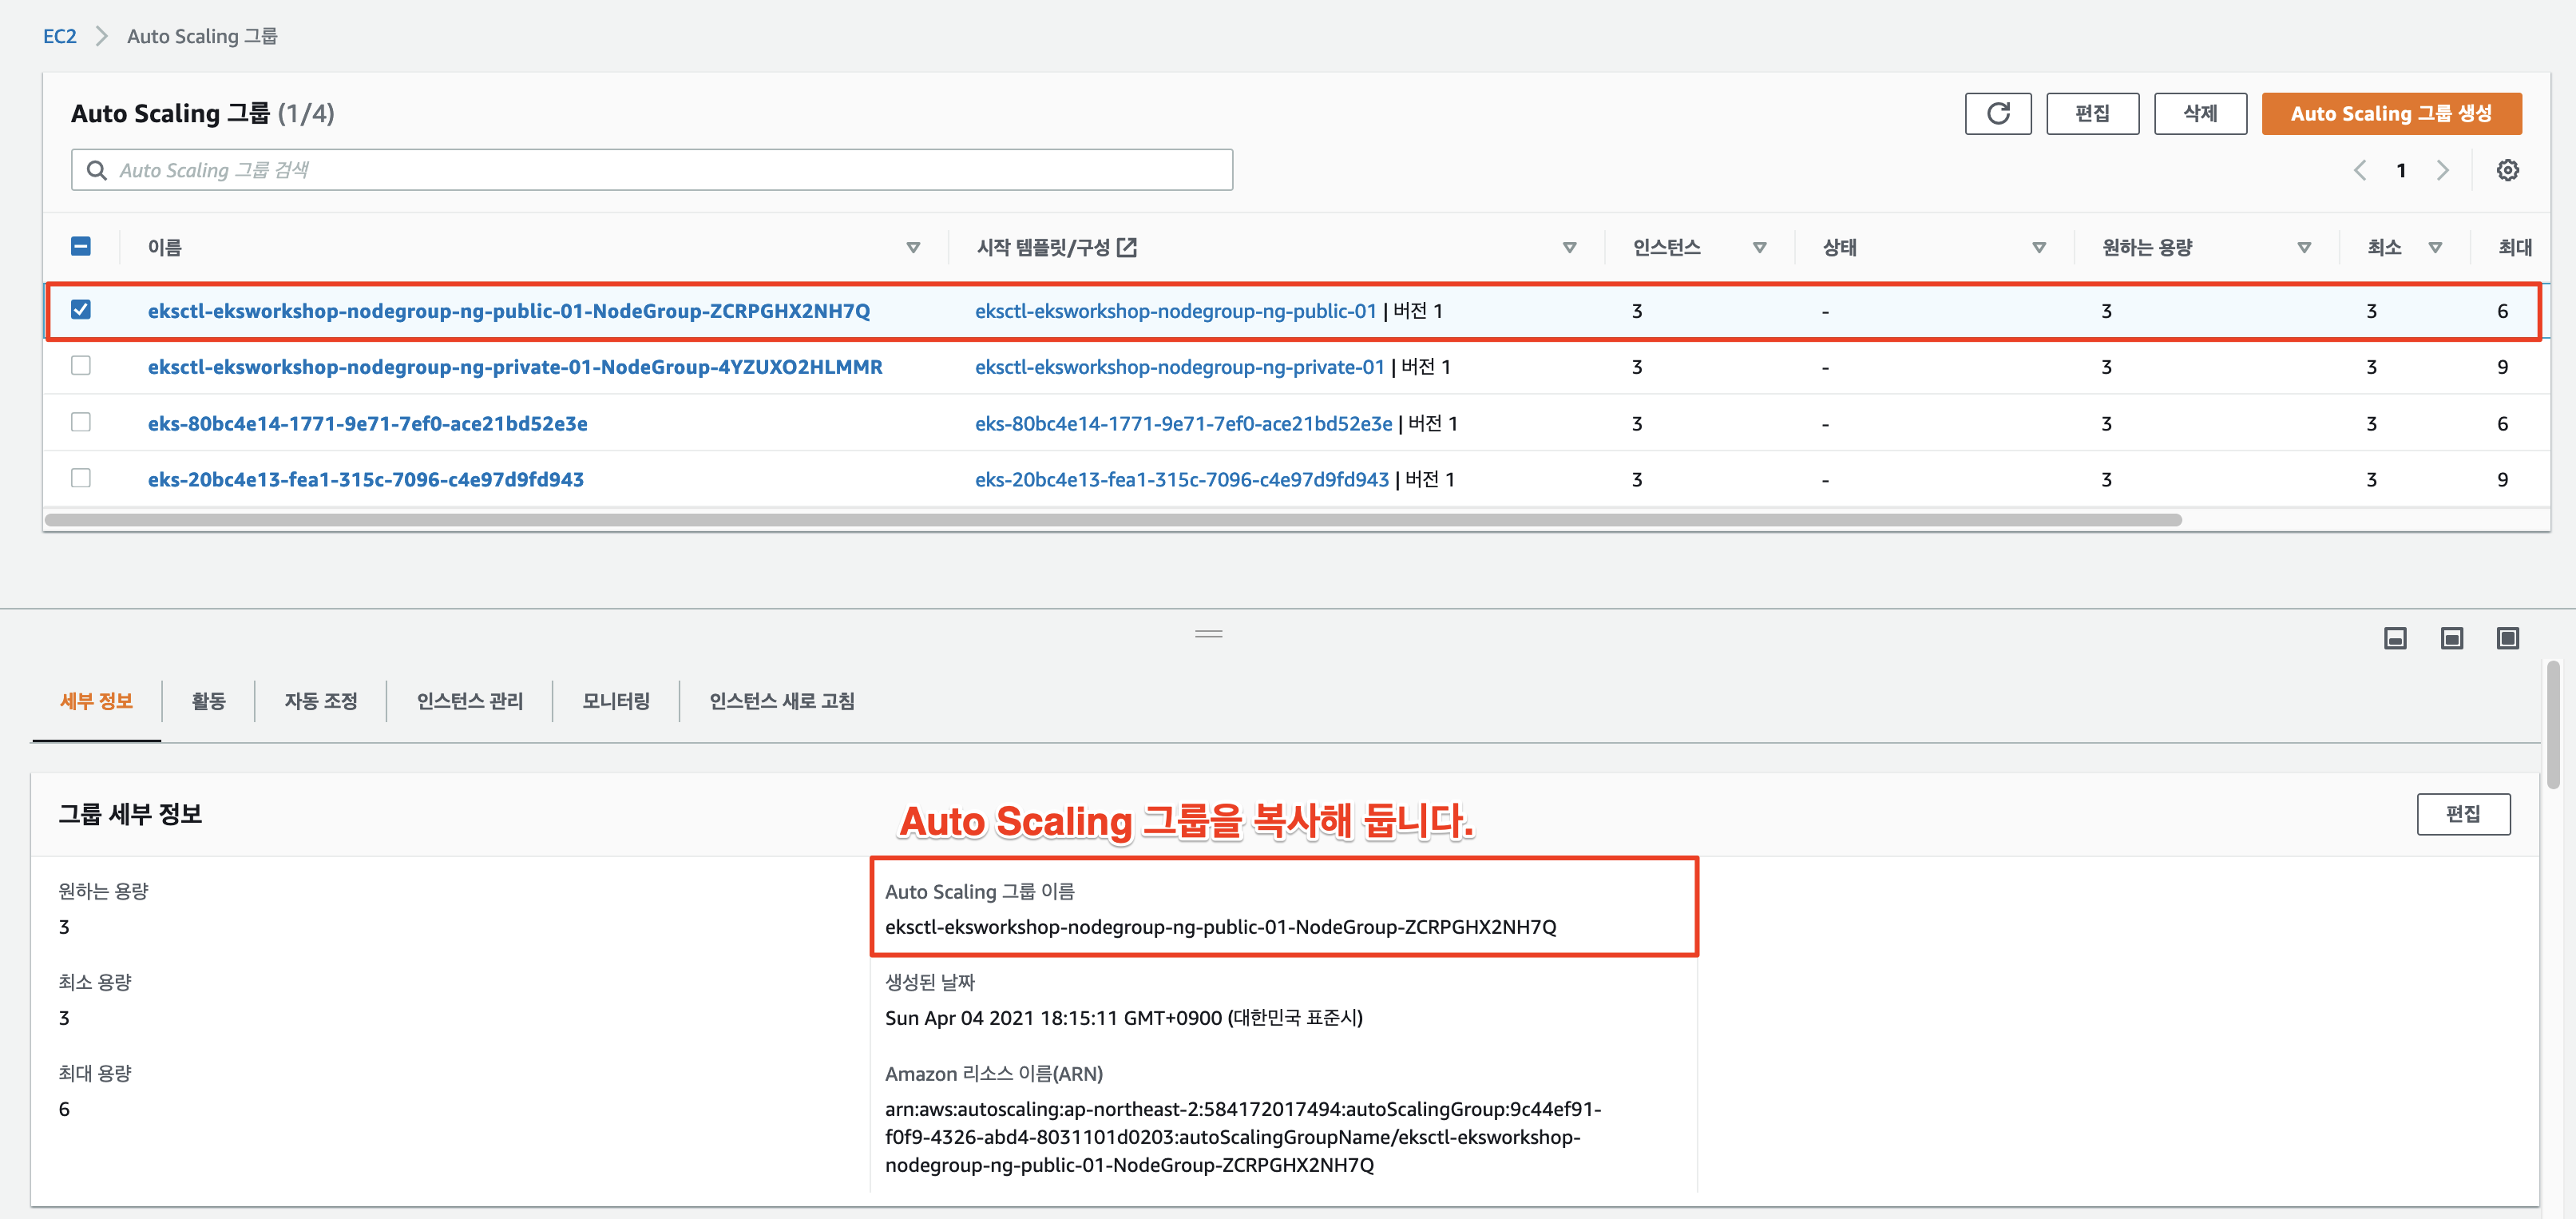 EC2 > Auto Scaling 그룹
Auto Scaling 그룹 (1/4)
편집 삭제 Auto Scaling 그룹 생성
Auto Scaling 그룹 검색
1
이름 시작 템플릿/구성 인스턴스 상태 원하는 용량 최소 최대
eksctl-eksworkshop-nodegroup-ng-public-01-NodeGroup-ZCRPGHX2NH7Q eksctl-eksworkshop-nodegroup-ng-public-01 | 버전 1 3 - 3 3 6
eksctl-eksworkshop-nodegroup-ng-private-01-NodeGroup-4YZUXO2HLMMR eksctl-eksworkshop-nodegroup-ng-private-01 | 버전 1 3 - 3 3 9
eks-80bc4e14-1771-9e71-7ef0-ace21bd52e3e eks-80bc4e14-1771-9e71-7ef0-ace21bd52e3e | 버전 1 3 - 3 3 6
eks-20bc4e13-fea1-315c-7096-c4e97d9fd943 eks-20bc4e13-fea1-315c-7096-c4e97d9fd943 | 버전 1 3 - 3 3 9
세부 정보 활동 자동 조정 인스턴스 관리 모니터링 인스턴스 새로 고침
그룹 세부 정보
Auto Scaling 그룹을 복사해 둡니다.
편집
원하는 용량
3
최소 용량
3
최대 용량
6
Auto Scaling 그룹 이름
eksctl-eksworkshop-nodegroup-ng-public-01-NodeGroup-ZCRPGHX2NH7Q
생성된 날짜
Sun Apr 04 2021 18:15:11 GMT+0900 (대한민국 표준시)
Amazon 리소스 이름(ARN)
arn:aws:autoscaling:ap-northeast-2:584172017494:autoScalingGroup:9c44ef91-
f0f9-4326-abd4-8031101d0203:autoScalingGroupName/eksctl-eksworkshop-
nodegroup-ng-public-01-NodeGroup-ZCRPGHX2NH7Q